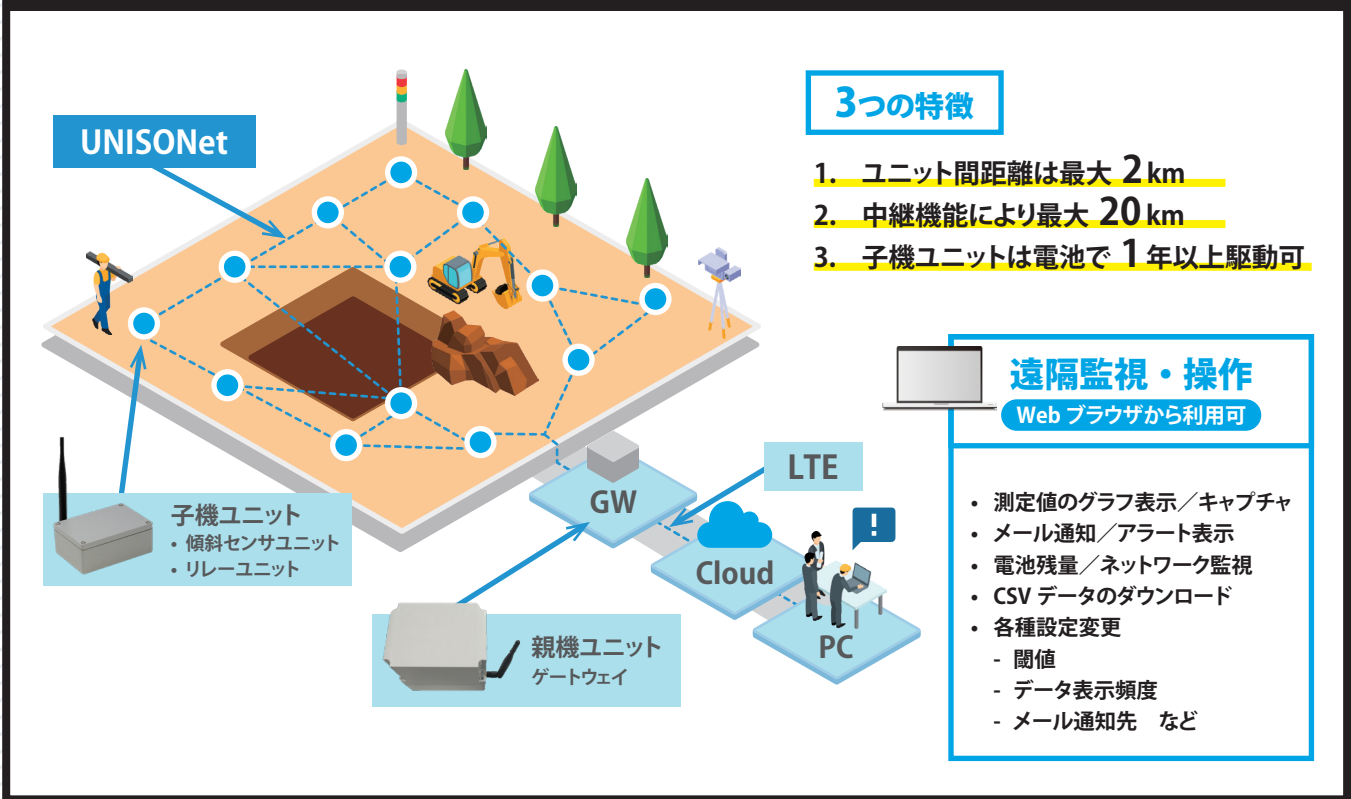 UNISONet
3つの特徴
1. ユニット間距離は最大 2 km
2. 中継機能により最大 20 km
3. 子機ユニットは電池で 1 年以上駆動可
遠隔監視・操作
Web ブラウザから利用可
・ 測定値のグラフ表示／キャプチャ
・ メール通知／アラート表示
・ 電池残量／ネットワーク監視
・ CSV データのダウンロード
・ 各種設定変更
- 閾値
- データ表示頻度
- メール通知先 など
LTE
GW
Cloud
!
PC
子機ユニット
・ 傾斜センサユニット
・ リレーユニット
親機ユニット
ゲートウェイ